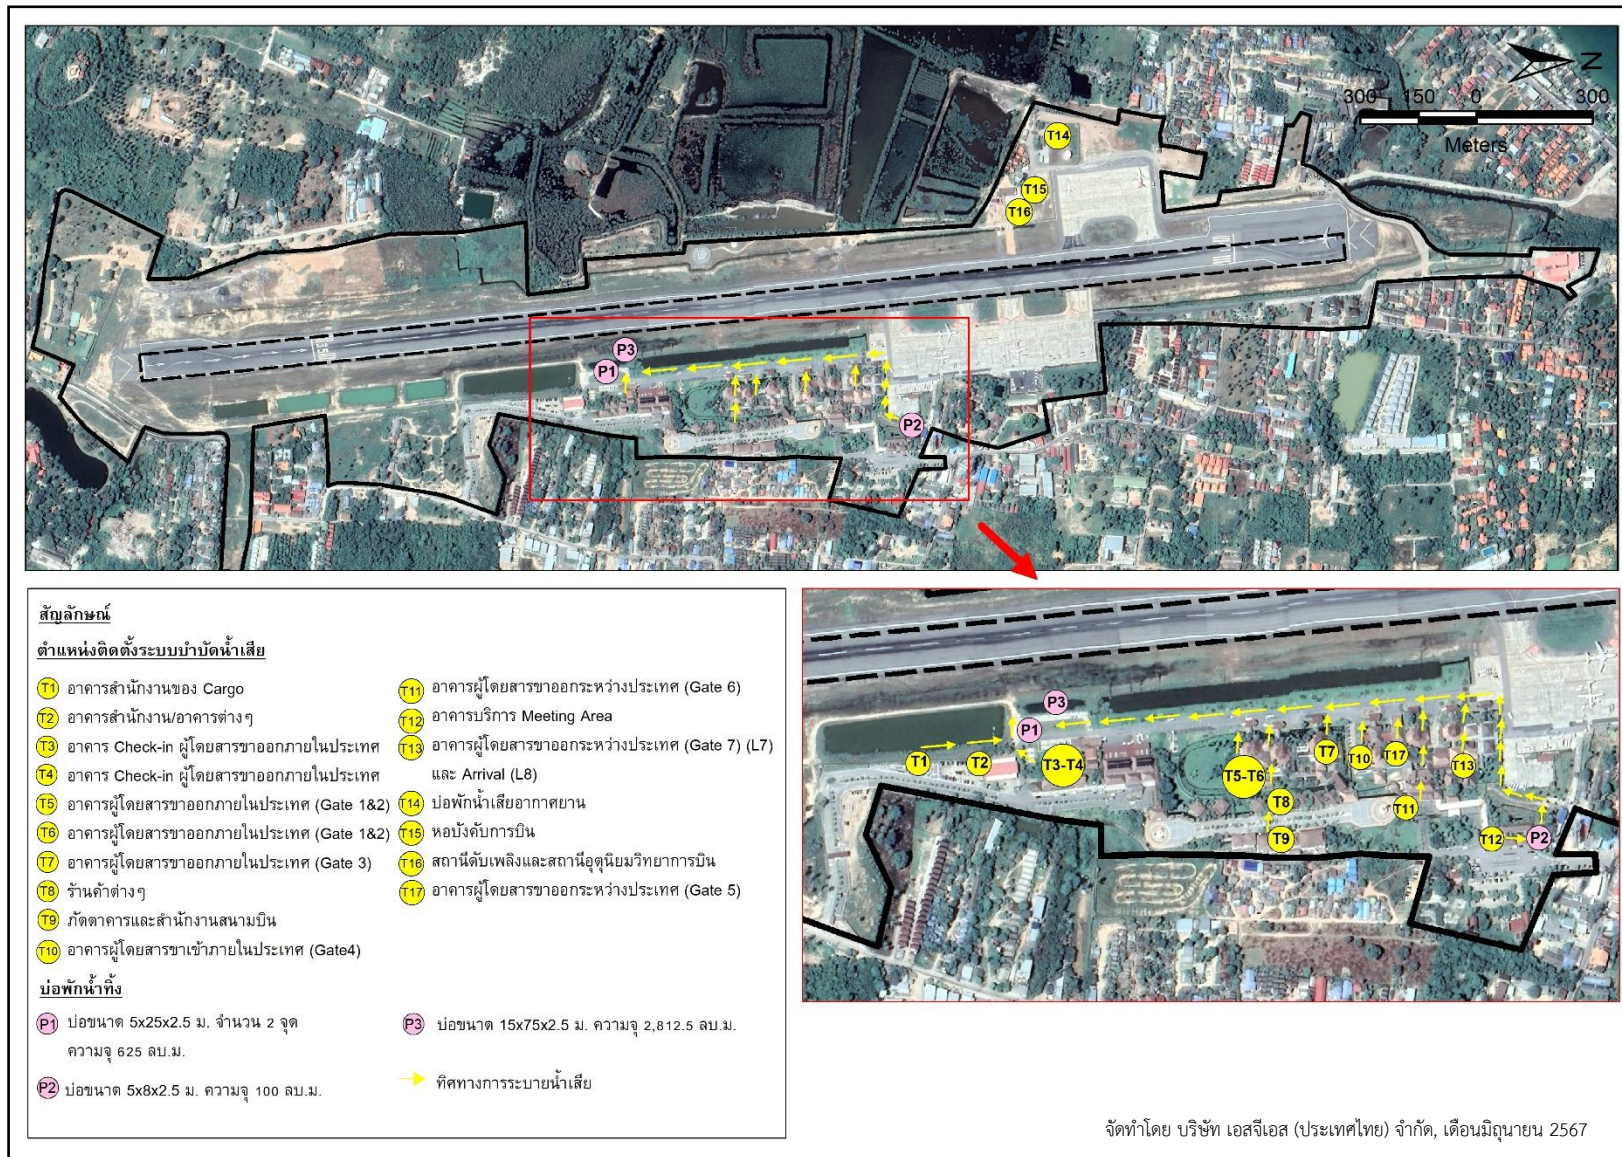 N
300 150 0 300
Meters
T14
T15
T16
P3
P1
P2
สัญลักษณ์
ตำแหน่งติดตั้งระบบบำบัดน้ำเสีย
T1 อาคารสำนักงานของ Cargo
T2 อาคารสำนักงาน/อาคารต่างๆ
T3 อาคาร Check-in ผู้โดยสารขาออกภายในประเทศ
T4 อาคาร Check-in ผู้โดยสารขาออกภายในประเทศ
T5 อาคารผู้โดยสารขาออกภายในประเทศ (Gate 1&2)
T6 อาคารผู้โดยสารขาออกภายในประเทศ (Gate 1&2)
T7 อาคารผู้โดยสารขาออกภายในประเทศ (Gate 3)
T8 ร้านค้าต่างๆ
T9 ภัตตาคารและสำนักงานสนามบิน
T10 อาคารผู้โดยสารขาเข้าภายในประเทศ (Gate4)
T11 อาคารผู้โดยสารขาออกระหว่างประเทศ (Gate 6)
T12 อาคารบริการ Meeting Area
T13 อาคารผู้โดยสารขาออกระหว่างประเทศ (Gate 7) (L7)
และ Arrival (L8)
T14 บ่อพักน้ำเสียอากาศยาน
T15 หอบังคับการบิน
T16 สถานีดับเพลิงและสถานีอุตุนิยมวิทยาการบิน
T17 อาคารผู้โดยสารขาออกระหว่างประเทศ (Gate 5)
บ่อพักน้ำทิ้ง
P1 บ่อขนาด 5x25x2.5 ม. จำนวน 2 จุด
ความจุ 625 ลบ.ม.
P2 บ่อขนาด 5x8x2.5 ม. ความจุ 100 ลบ.ม.
P3 บ่อขนาด 15x75x2.5 ม. ความจุ 2,812.5 ลบ.ม.
ทิศทางการระบายน้ำเสีย
P3
P1
T1
T2
T3-T4
T5-T6
T7
T10
T17
T13
T8
T11
T9
T12
P2
จัดทำโดย บริษัท เอสจีเอส (ประเทศไทย) จำกัด, เดือนมิถุนายน 2567